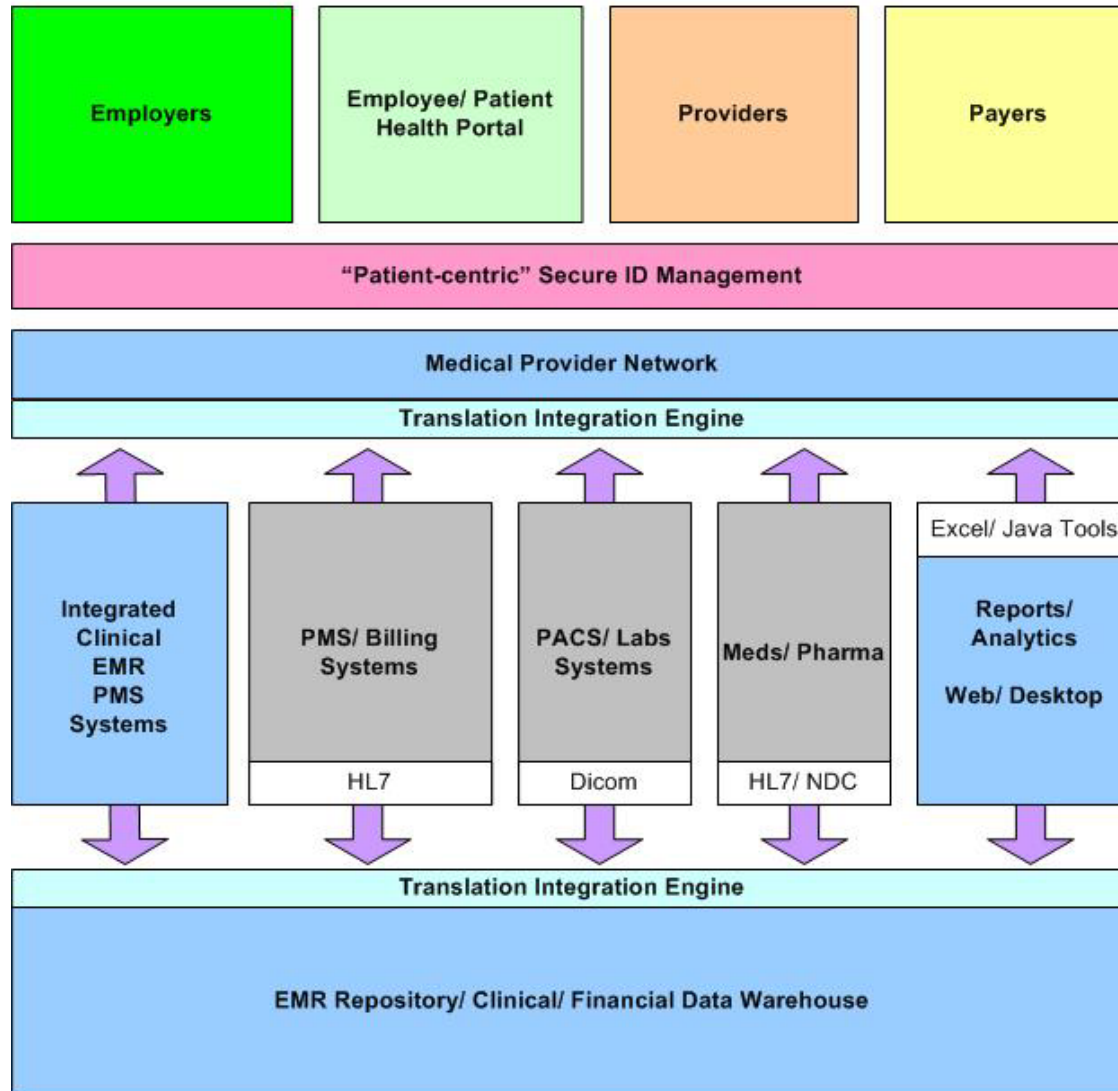 Employers
Employee/ Patient
Health Portal
Providers
Payers
“Patient-centric” Secure ID Management
Medical Provider Network
Translation Integration Engine
Integrated
Clinical
EMR
PMS
Systems
PMS/ Billing
Systems
HL7
PACS/ Labs
Systems
Dicom
Meds/ Pharma
HL7/ NDC
Excel/ Java Tools
Reports/
Analytics
Web/ Desktop
Translation Integration Engine
EMR Repository/ Clinical/ Financial Data Warehouse